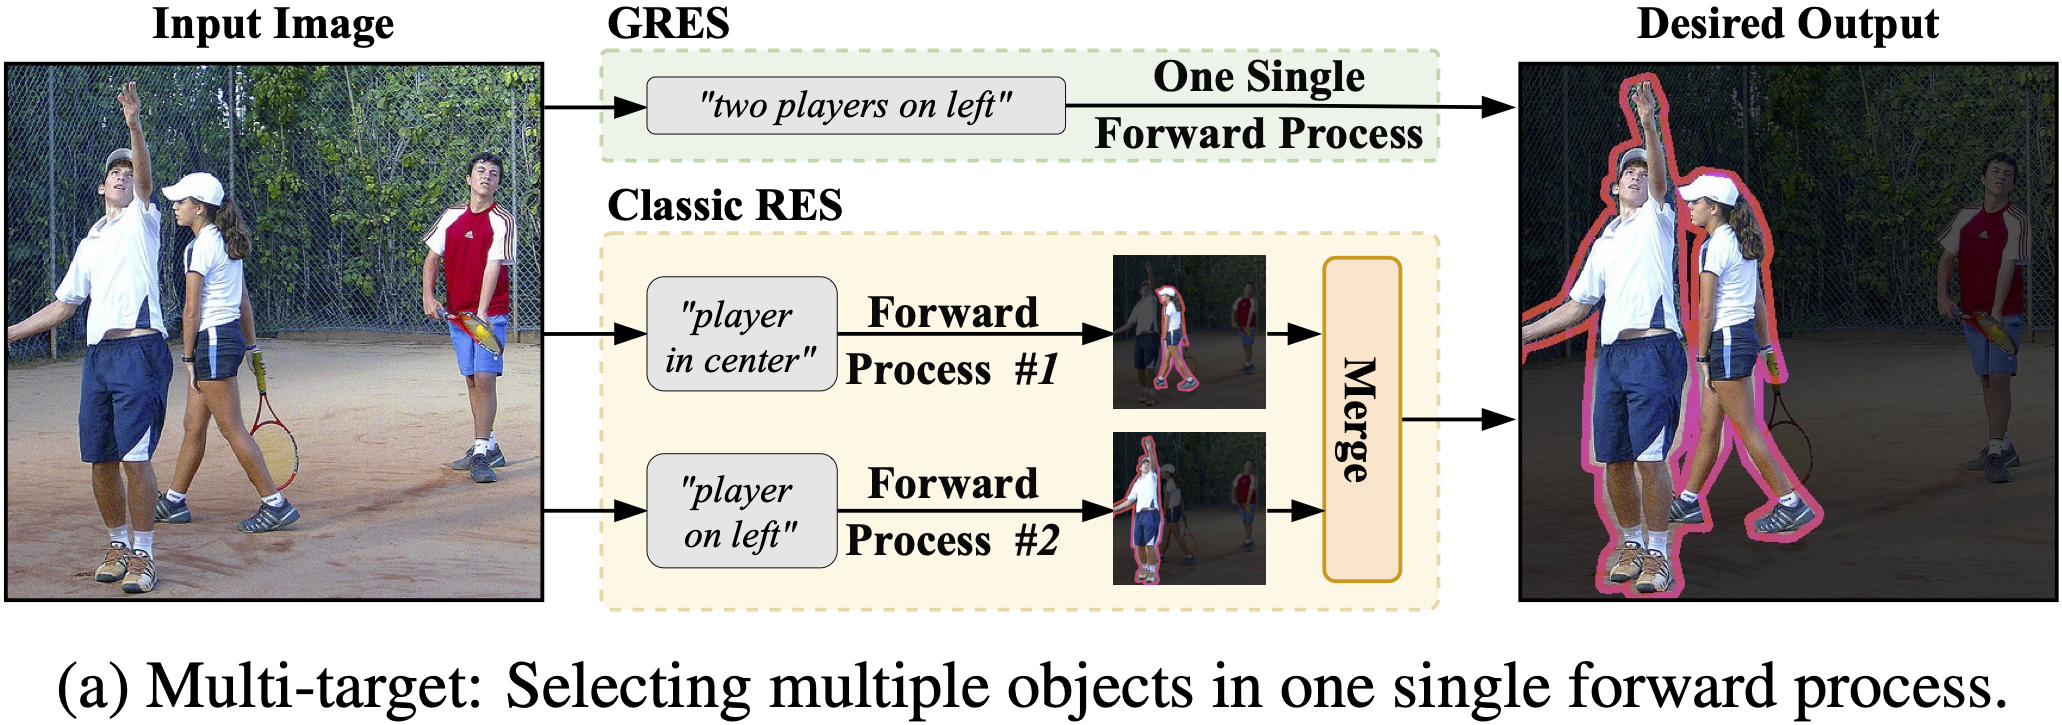 Input Image
GRES
Desired Output
"two players on left"
One Single
Forward Process
Classic RES
"player
in center"
Forward
Process #1
"player
on left"
Forward
Process #2
Merge
(a) Multi-target: Selecting multiple objects in one single forward process.